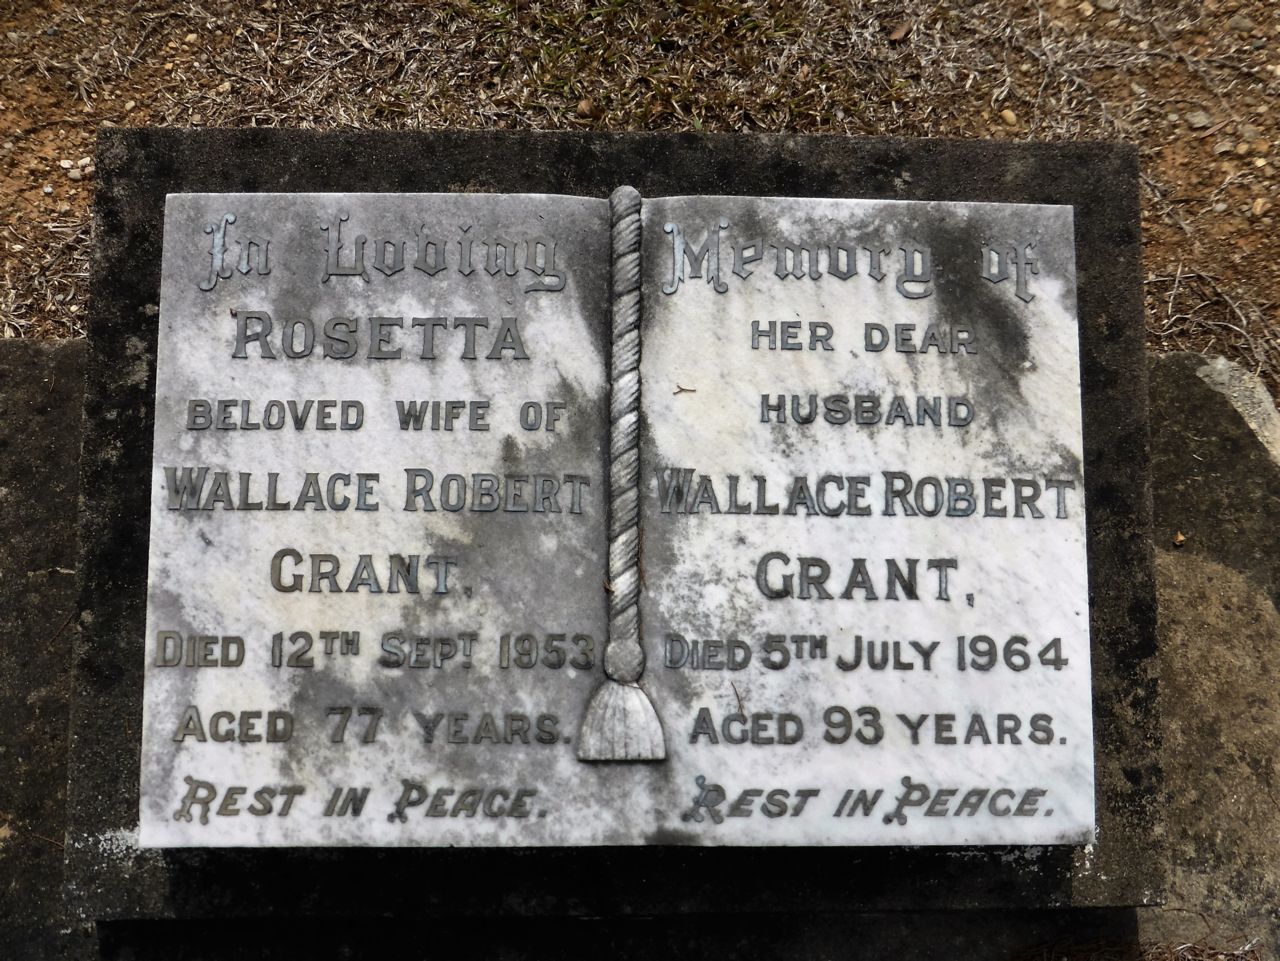 In Loving Memory of
ROSETTA
BELOVED WIFE OF
WALLACE ROBERT
GRANT,
DIED 12TH SEPT. 1953
AGED 77 YEARS.
REST IN PEACE.
HER DEAR
HUSBAND
WALLACE ROBERT
GRANT,
DIED 5TH JULY 1964
AGED 93 YEARS.
REST IN PEACE.